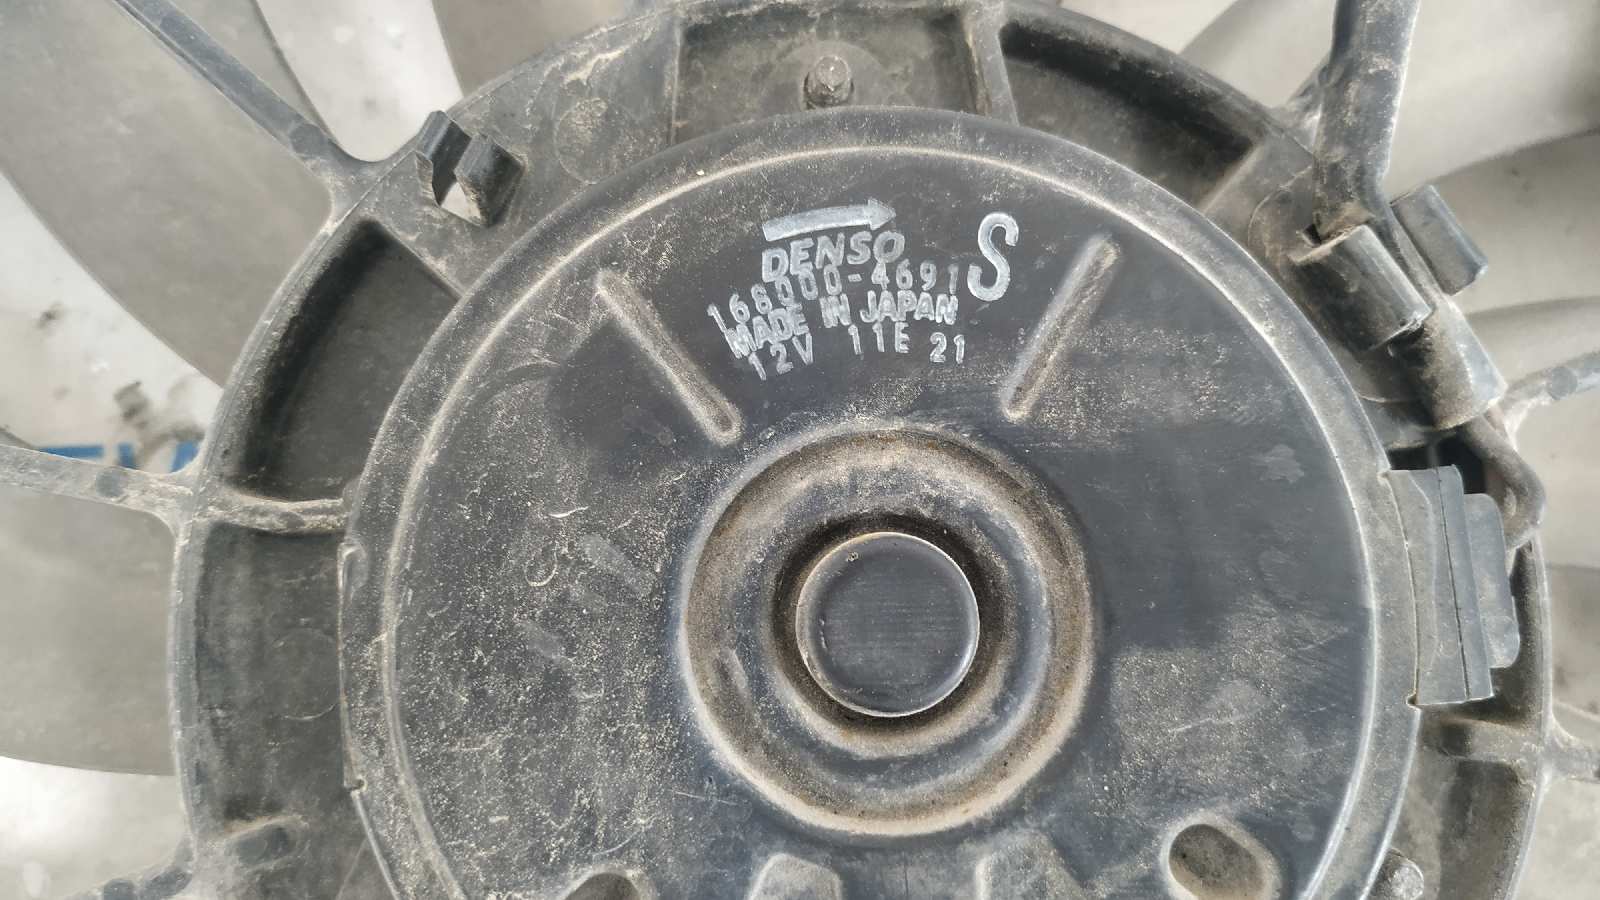 DENSO S
168000-4691
MADE IN JAPAN
12V 11E 21